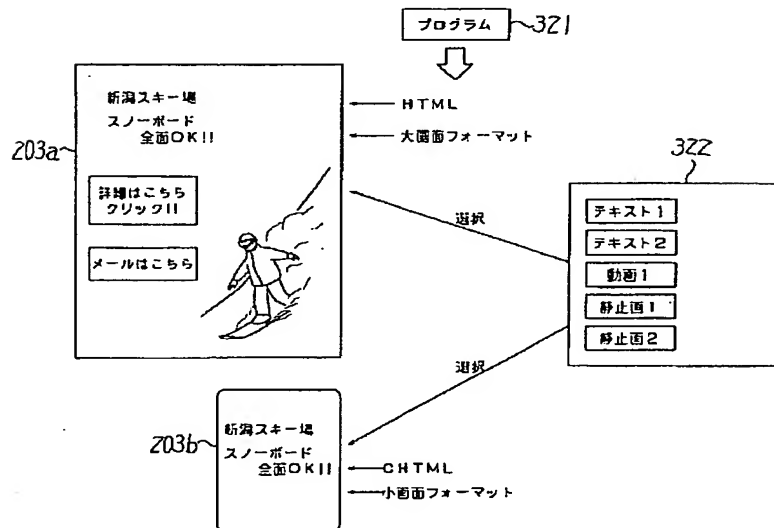 プログラム
321
新潟スキー場
スノーボード
全面OK!!
HTML
大画面フォーマット
203a
詳細はこちら
クリック!!
メールはこちら
選択
322
テキスト1
テキスト2
動画1
静止画1
静止画2
選択
新潟スキー場
スノーボード
全面OK!!
203b
CHTML
小画面フォーマット